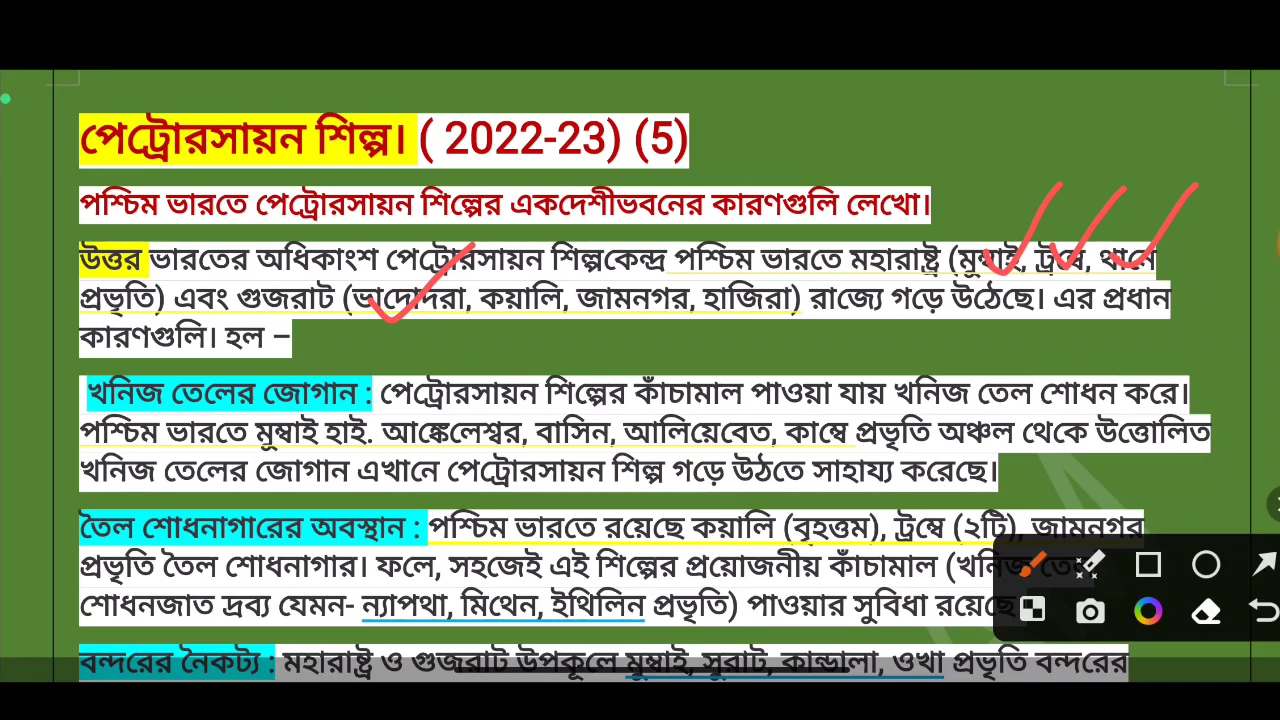 পেট্রোরসায়ন শিল্প। ( 2022-23) (5)
পশ্চিম ভারতে পেট্রোরসায়ন শিল্পের একদেশীভবনের কারণগুলি লেখো।
উত্তর ভারতের অধিকাংশ পেট্রোরসায়ন শিল্পকেন্দ্র পশ্চিম ভারতে মহারাষ্ট্র (মুম্বাই, ট্রম্বে, থানে
প্রভৃতি) এবং গুজরাট (ভাদোদরা, কয়ালি, জামনগর, হাজিরা) রাজ্যে গড়ে উঠেছে। এর প্রধান
কারণগুলি। হল –
খনিজ তেলের জোগান : পেট্রোরসায়ন শিল্পের কাঁচামাল পাওয়া যায় খনিজ তেল শোধন করে।
পশ্চিম ভারতে মুম্বাই হাই. আঙ্কেলেশ্বর, বাসিন, আলিয়েবেত, কাম্বে প্রভৃতি অঞ্চল থেকে উত্তোলিত
খনিজ তেলের জোগান এখানে পেট্রোরসায়ন শিল্প গড়ে উঠতে সাহায্য করেছে।
তৈল শোধনাগারের অবস্থান : পশ্চিম ভারতে রয়েছে কয়ালি (বৃহত্তম), ট্রম্বে (২টি), জামনগর
প্রভৃতি তৈল শোধনাগার। ফলে, সহজেই এই শিল্পের প্রয়োজনীয় কাঁচামাল (খনিজ তেল
শোধনজাত দ্রব্য যেমন- ন্যাপথা, মিথেন, ইথিলিন প্রভৃতি) পাওয়ার সুবিধা রয়েছে
বন্দরের নৈকট্য : মহারাষ্ট্র ও গুজরাট উপকূলে মুম্বাই, সুরাট, কান্ডালা, ওখা প্রভৃতি বন্দরের